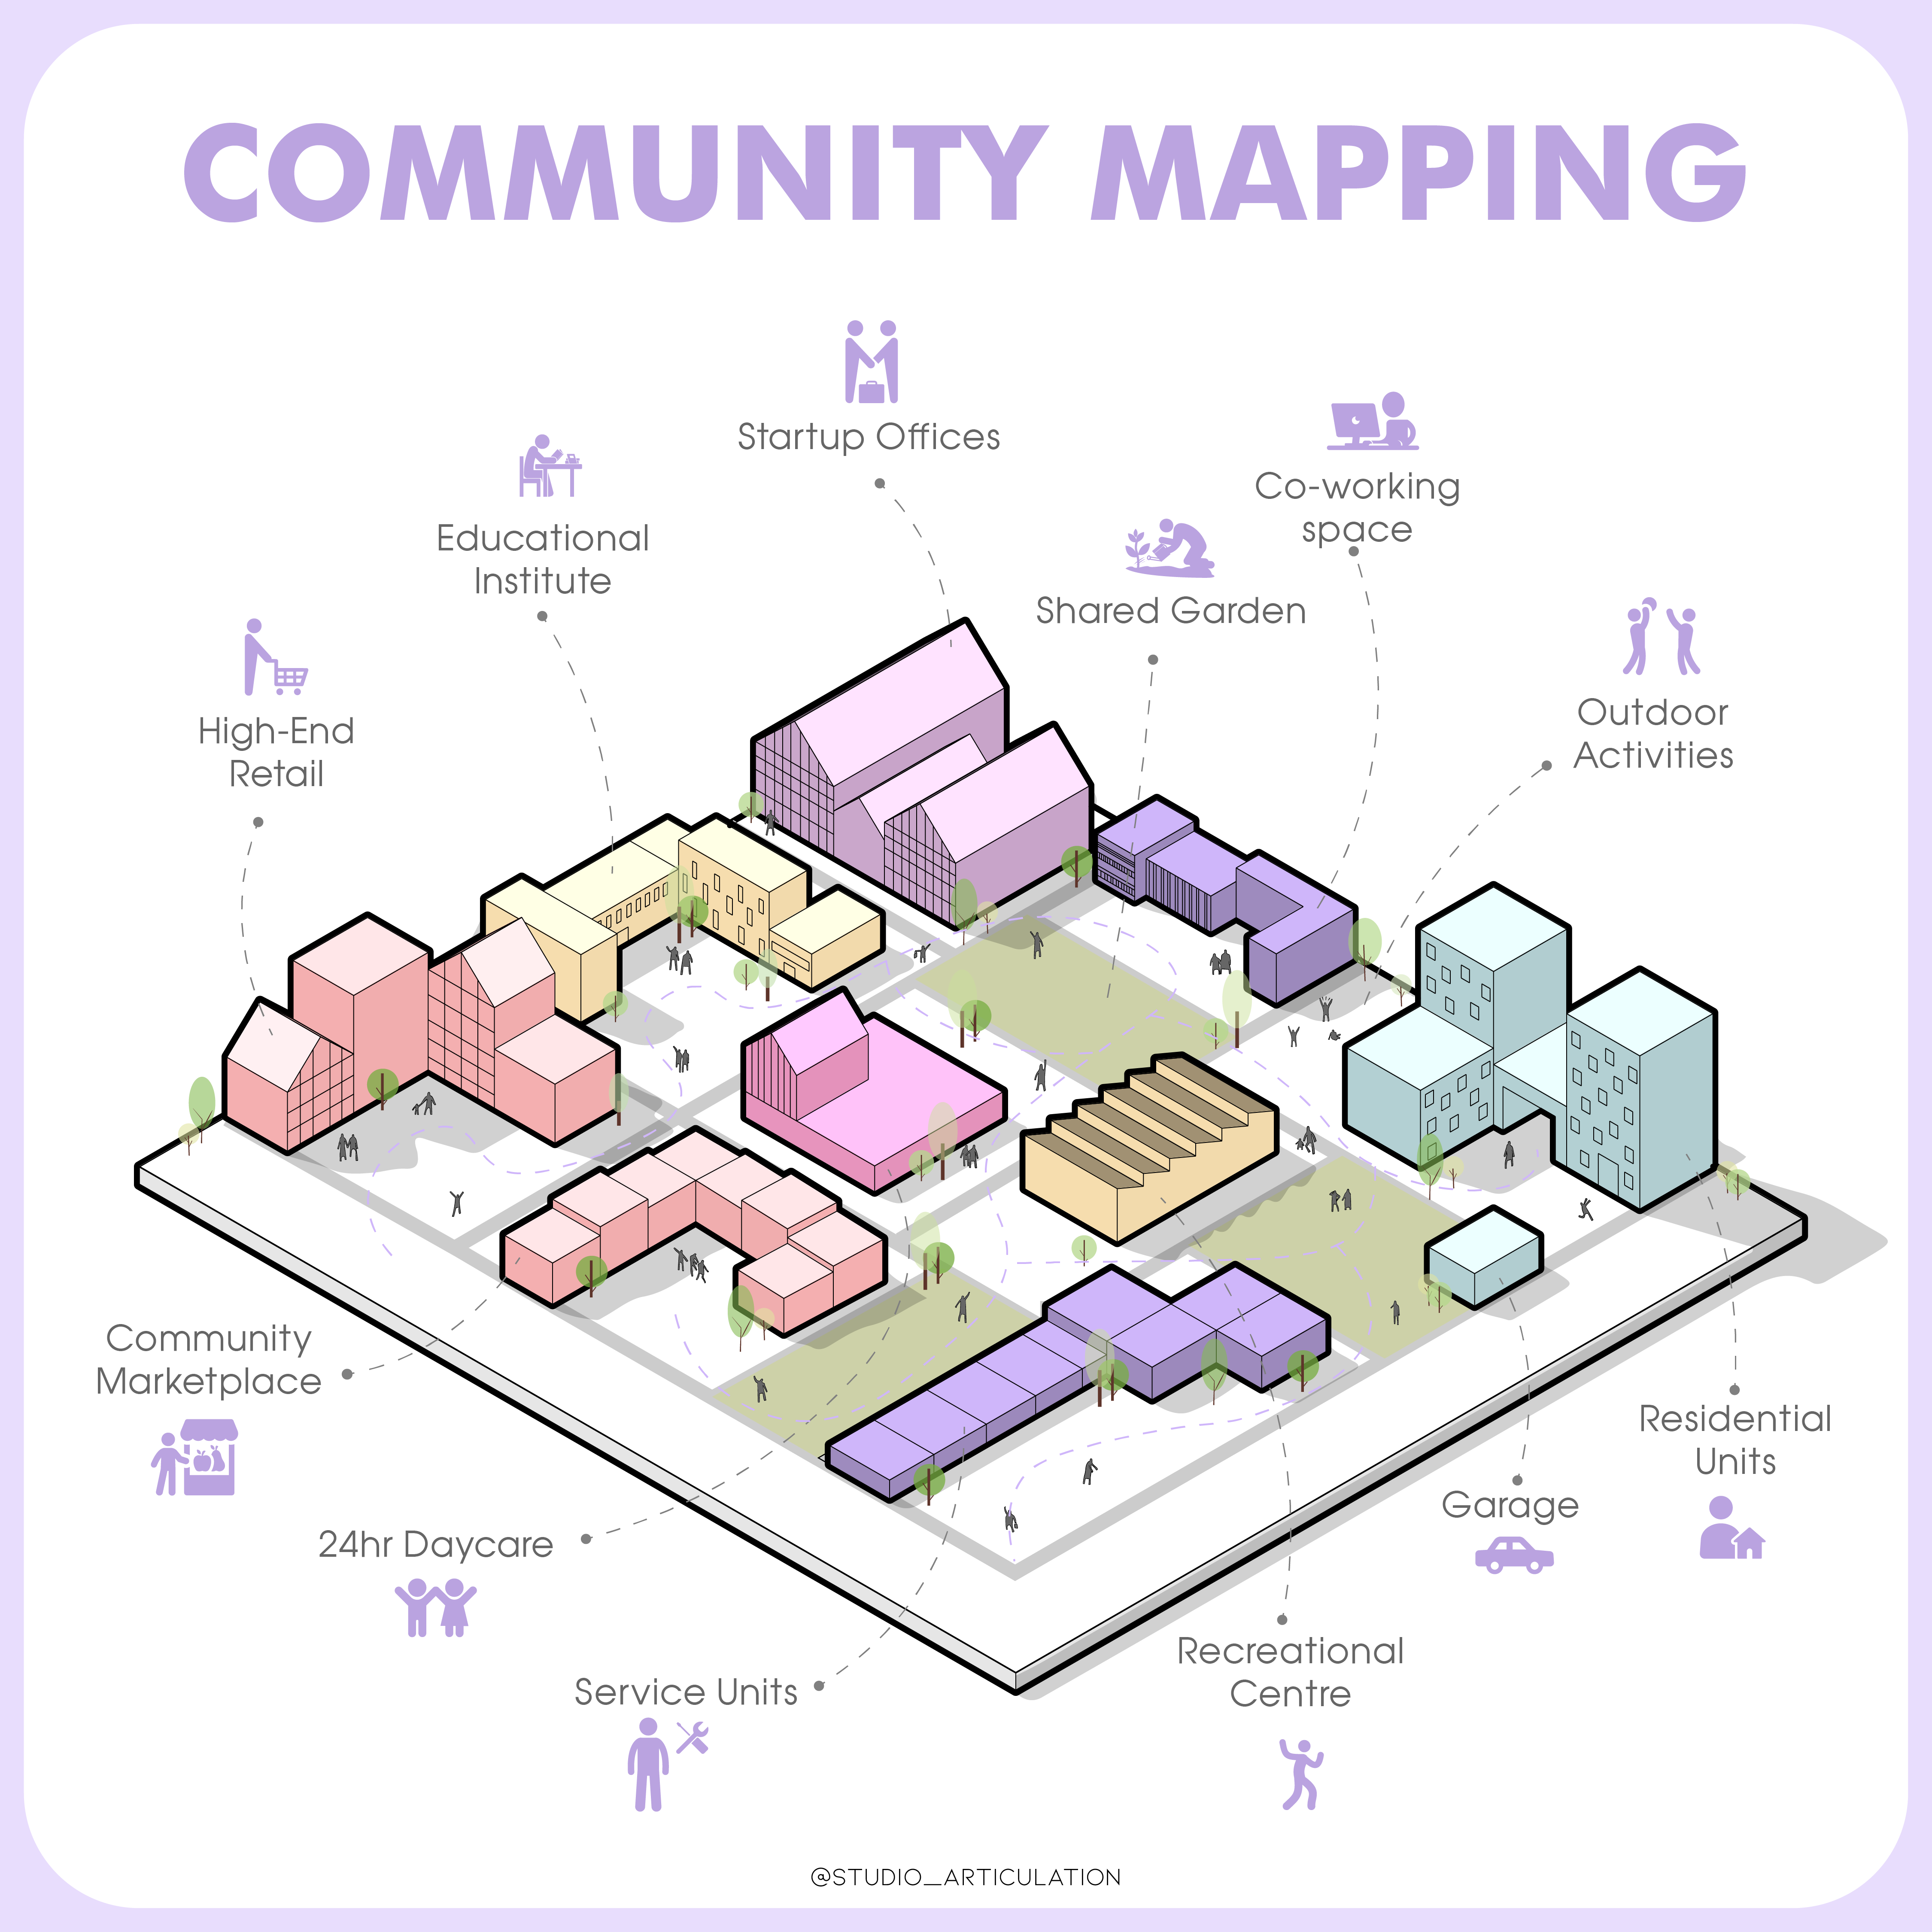 COMMUNITY MAPPING
Startup Offices
Co-working
space
Educational
Institute
Shared Garden
High-End
Retail
Outdoor
Activities
Community
Marketplace
Residential
Units
Garage
24hr Daycare
Service Units
Recreational
Centre
@STUDIO_ARTICULATION